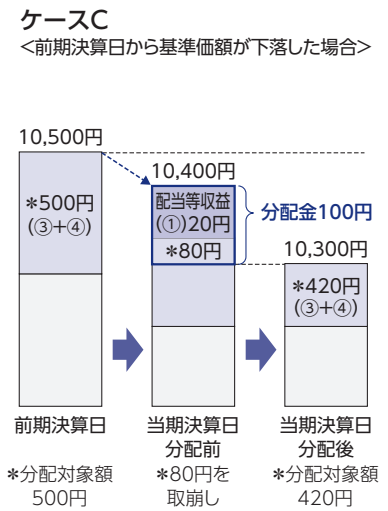 ケースC
<前期決算日から基準価額が下落した場合>
10,500円
*500円
(③+④)
10,400円
配当等収益
(①)20円
*80円
分配金100円
10,300円
*420円
(③+④)
前期決算日
*分配対象額
500円
当期決算日
分配前
*80円を
取崩し
当期決算日
分配後
*分配対象額
420円